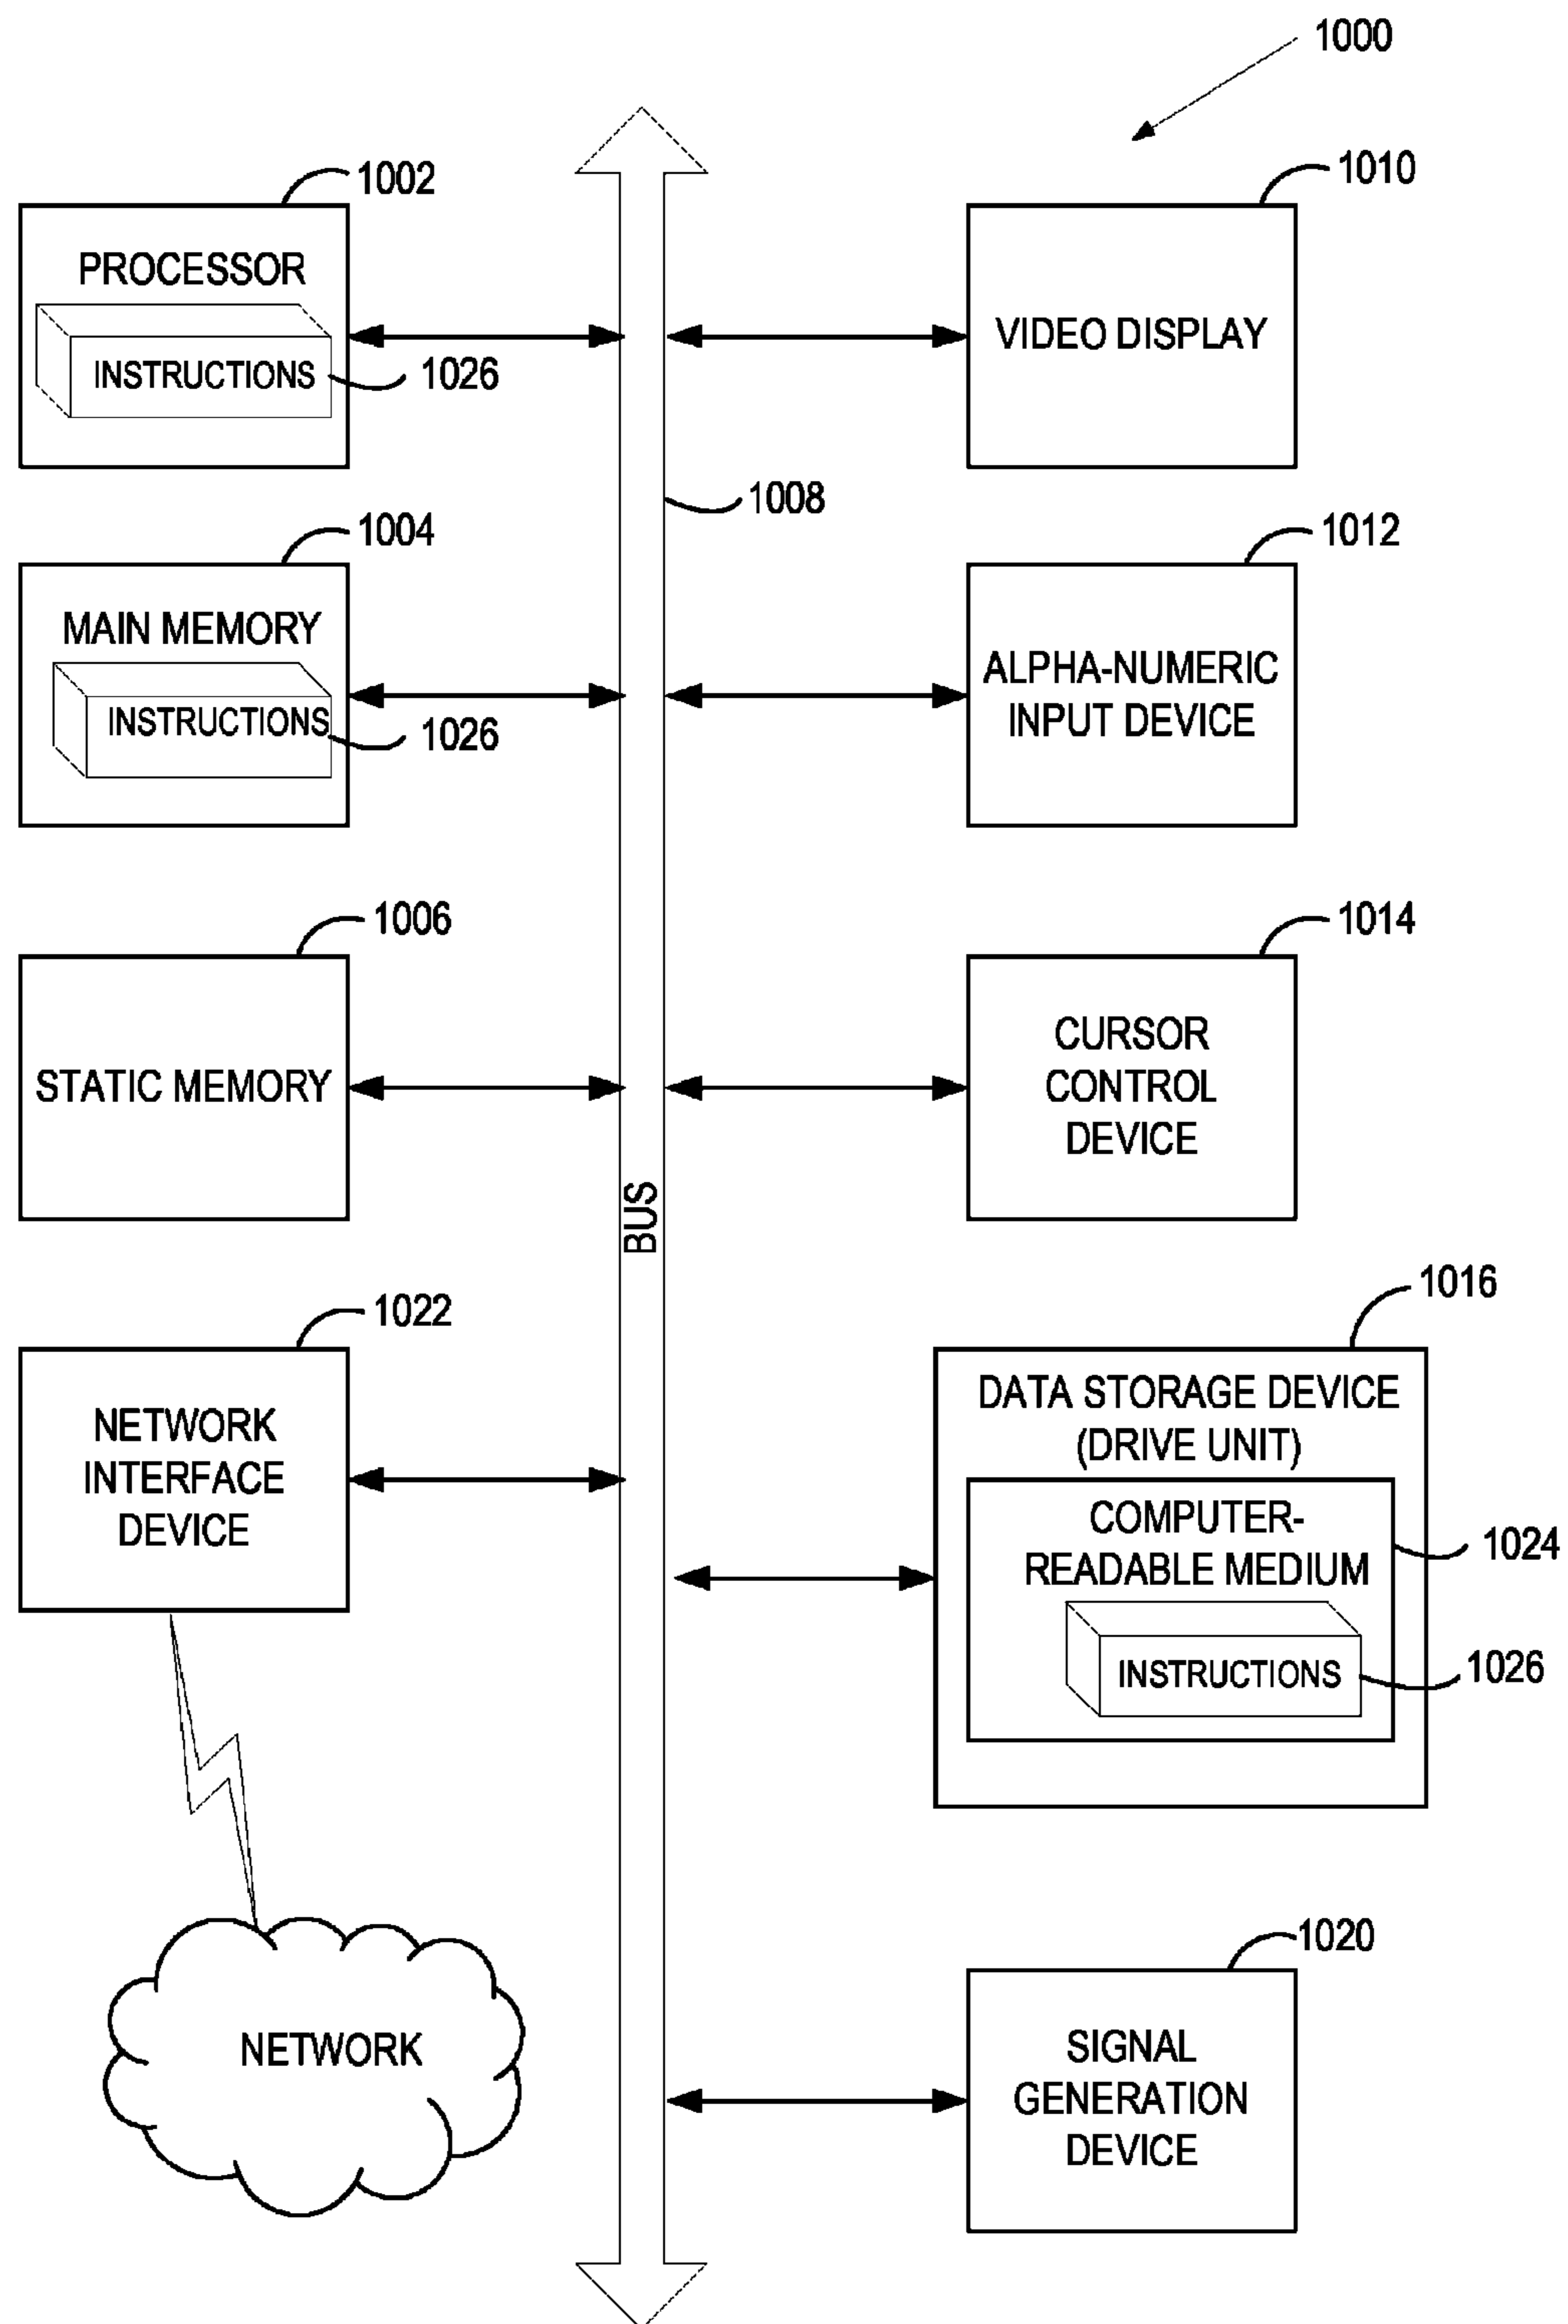 1000
1002
PROCESSOR
INSTRUCTIONS
1026
1010
VIDEO DISPLAY
1008
1004
MAIN MEMORY
INSTRUCTIONS
1026
1012
ALPHA-NUMERIC
INPUT DEVICE
1006
STATIC MEMORY
1014
CURSOR
CONTROL
DEVICE
BUS
1022
NETWORK
INTERFACE
DEVICE
1016
DATA STORAGE DEVICE
(DRIVE UNIT)
COMPUTER-
READABLE MEDIUM
1024
INSTRUCTIONS
1026
NETWORK
1020
SIGNAL
GENERATION
DEVICE